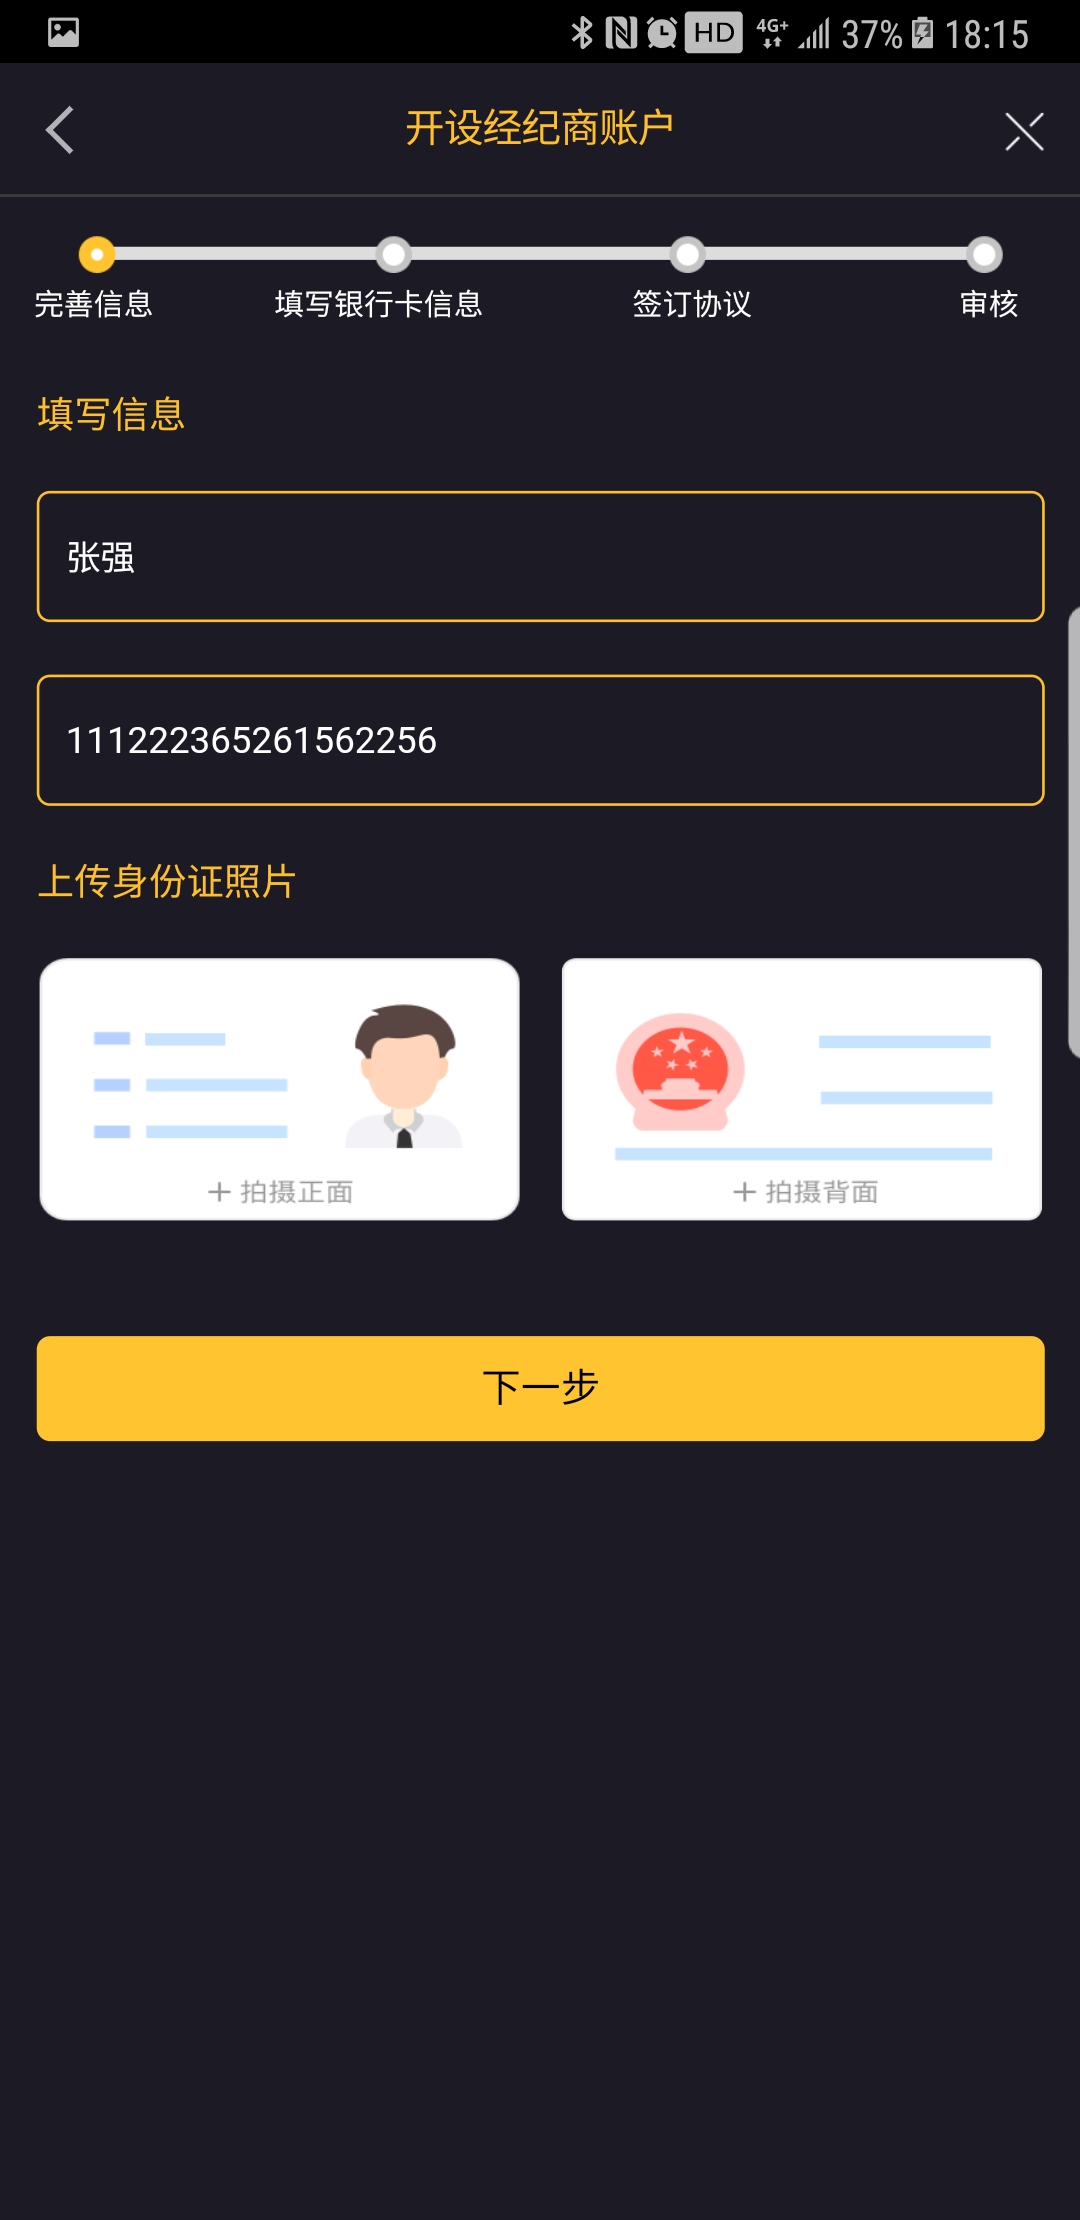 HD 4G+ 37% 18:15
开设经纪商账户
完善信息 填写银行卡信息 签订协议 审核
填写信息
张强
111222365261562256
上传身份证照片
+ 拍摄正面 + 拍摄背面
下一步